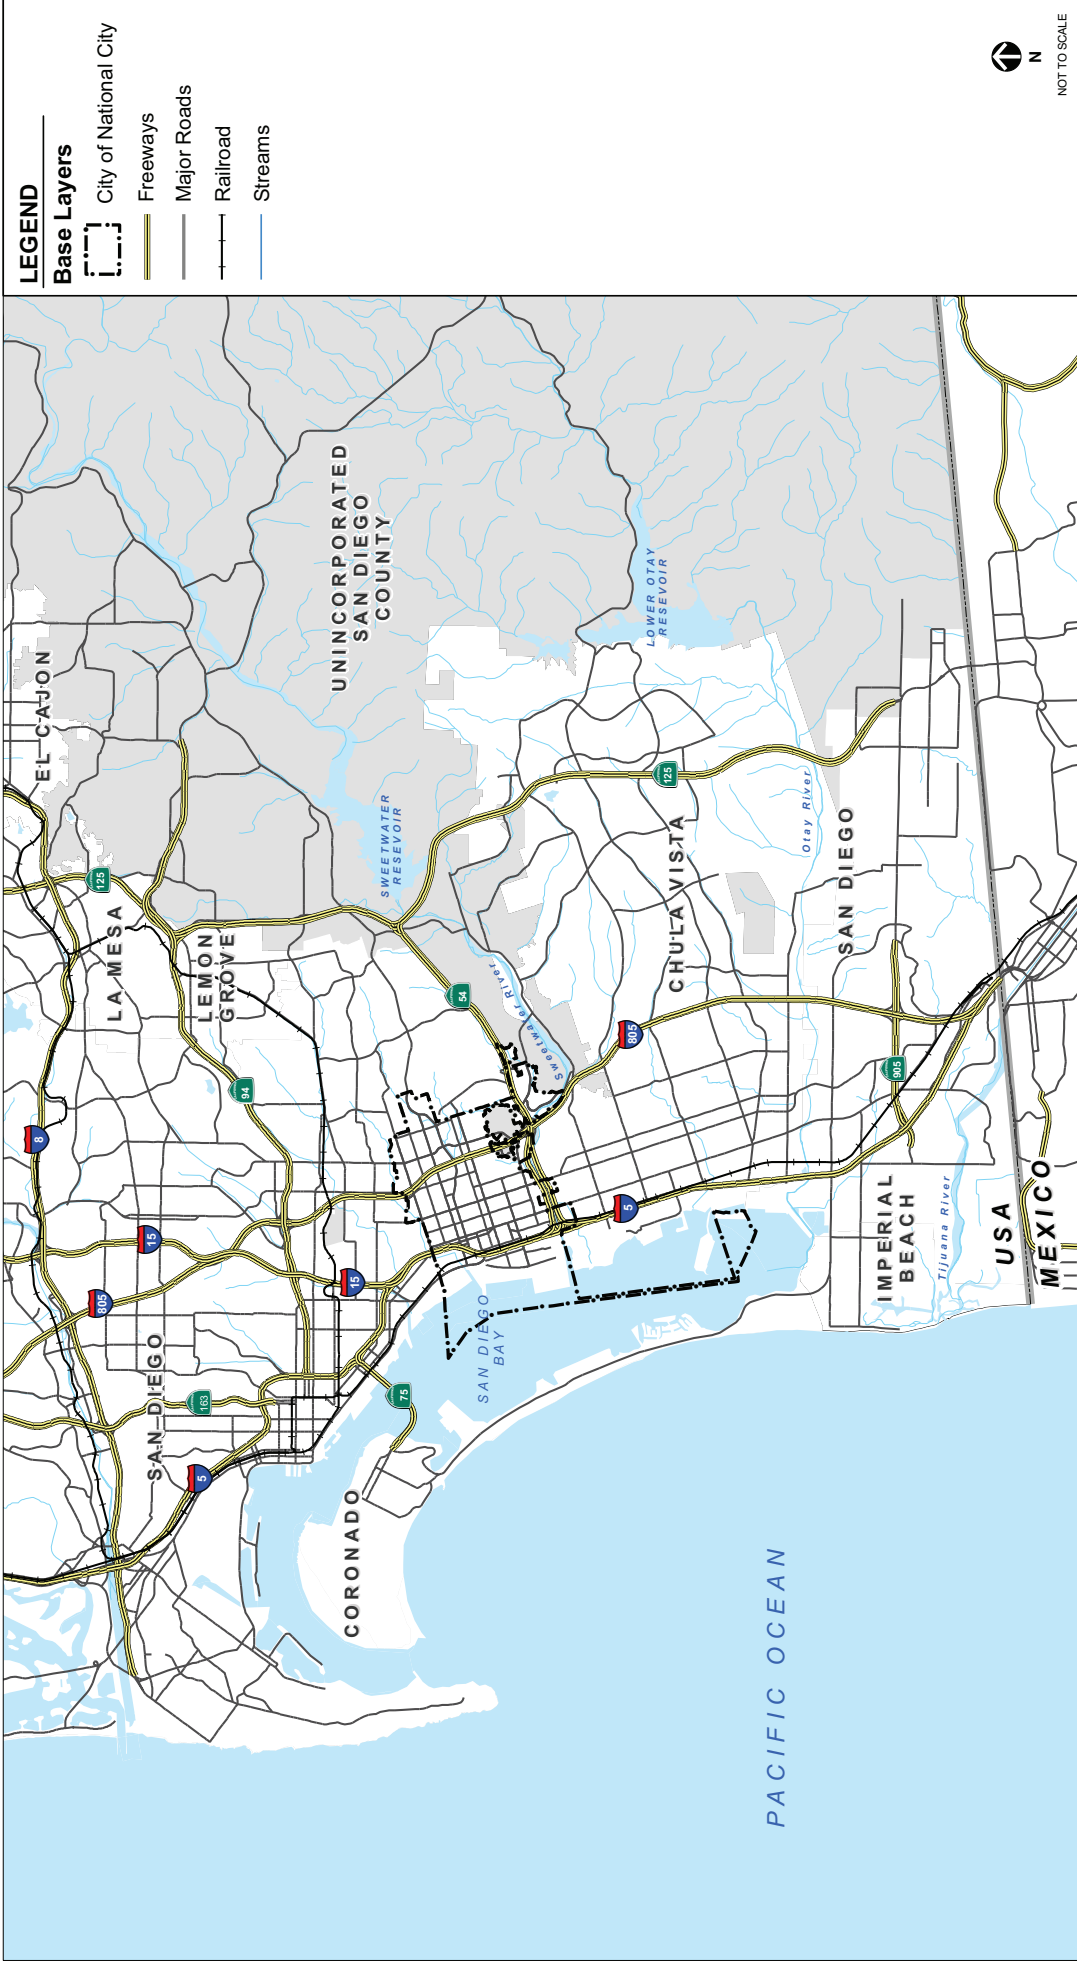 LEGEND
Base Layers
City of National City
Freeways
Major Roads
Railroad
Streams
N
NOT TO SCALE
EL CAJON
LA MESA
LEMON
GROVE
SAN DIEGO
CORONADO
UNINCORPORATED
SAN DIEGO
COUNTY
SWEETWATER
RESEVOIR
LOWER OTAY
RESEVOIR
Sweetwater River
CHULA VISTA
Otay River
SAN DIEGO
SAN DIEGO
BAY
IMPERIAL
BEACH
Tijuana River
USA
MEXICO
PACIFIC OCEAN
8
125
15
805
163
5
94
15
75
54
805
5
125
905